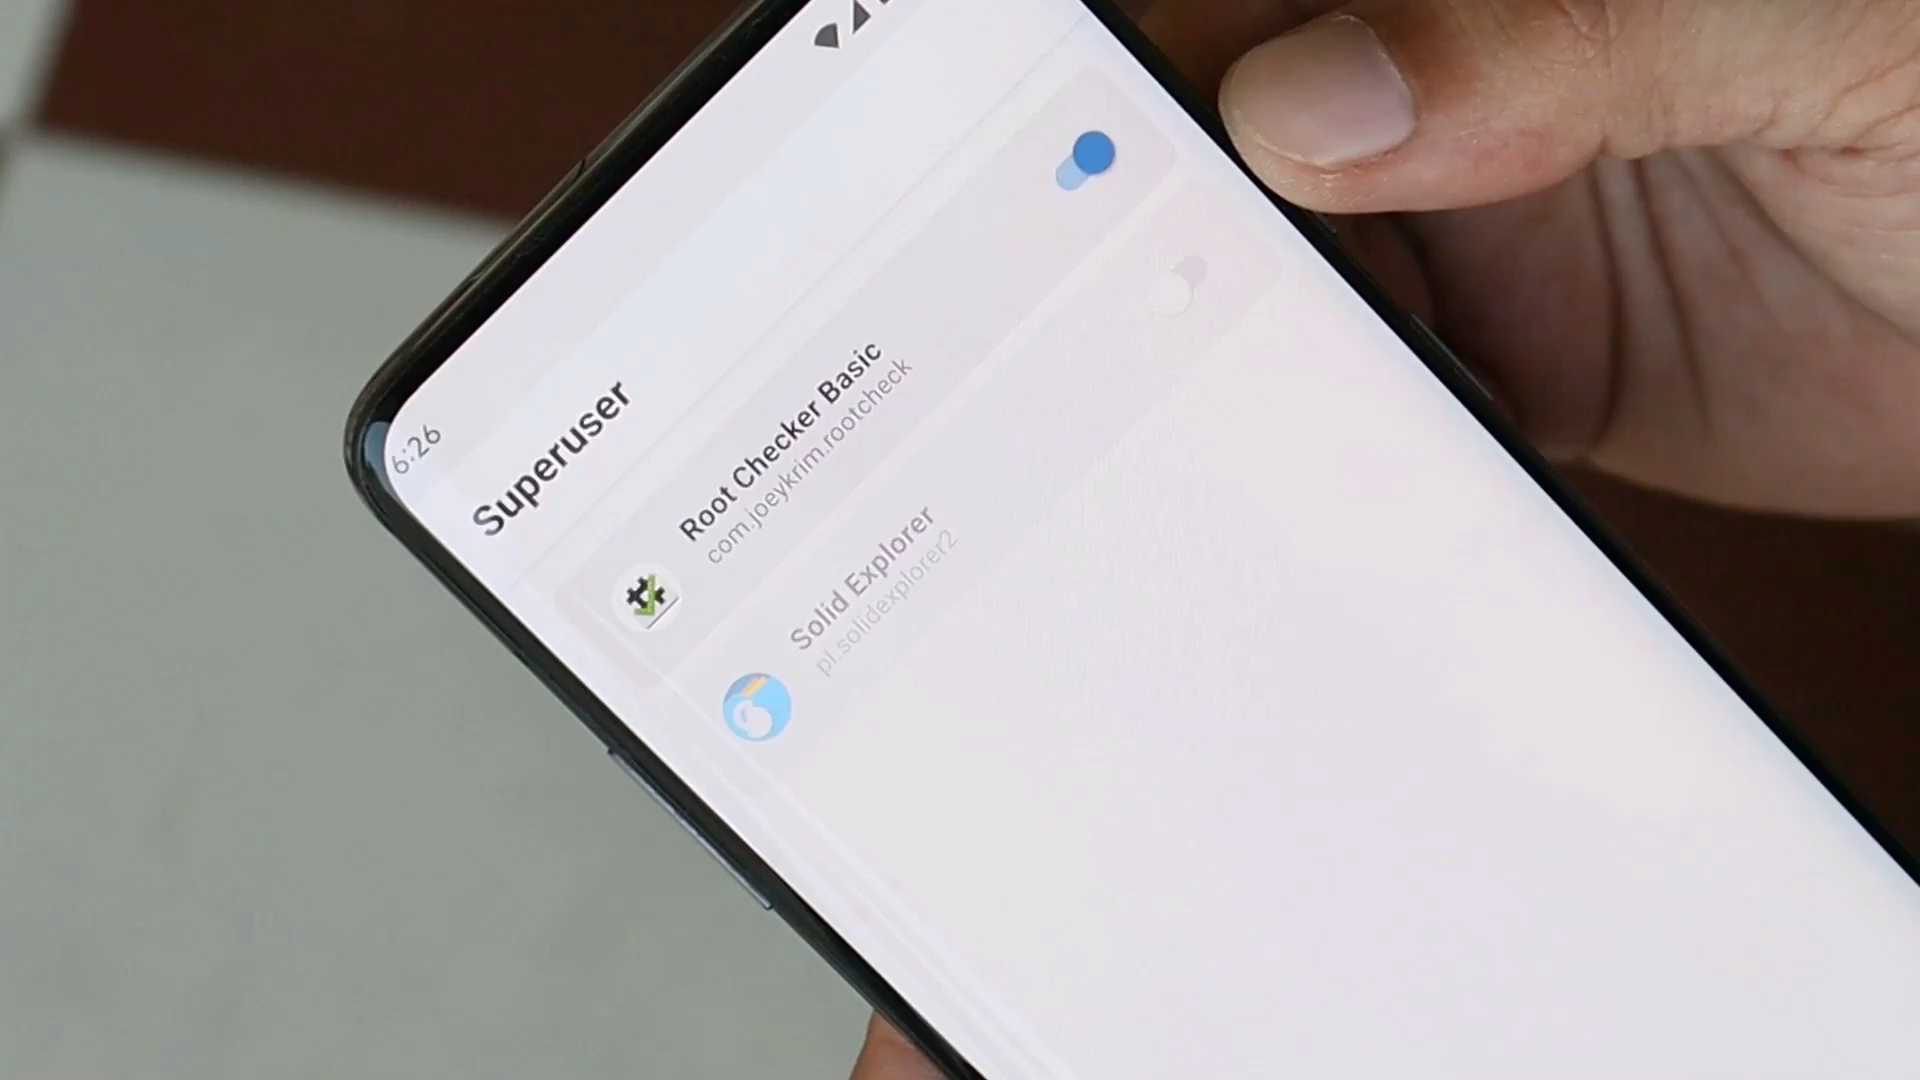 6:26
Superuser
Root Checker Basic
com.joeykrim.rootcheck
Solid Explorer
pl.solidexplorer2